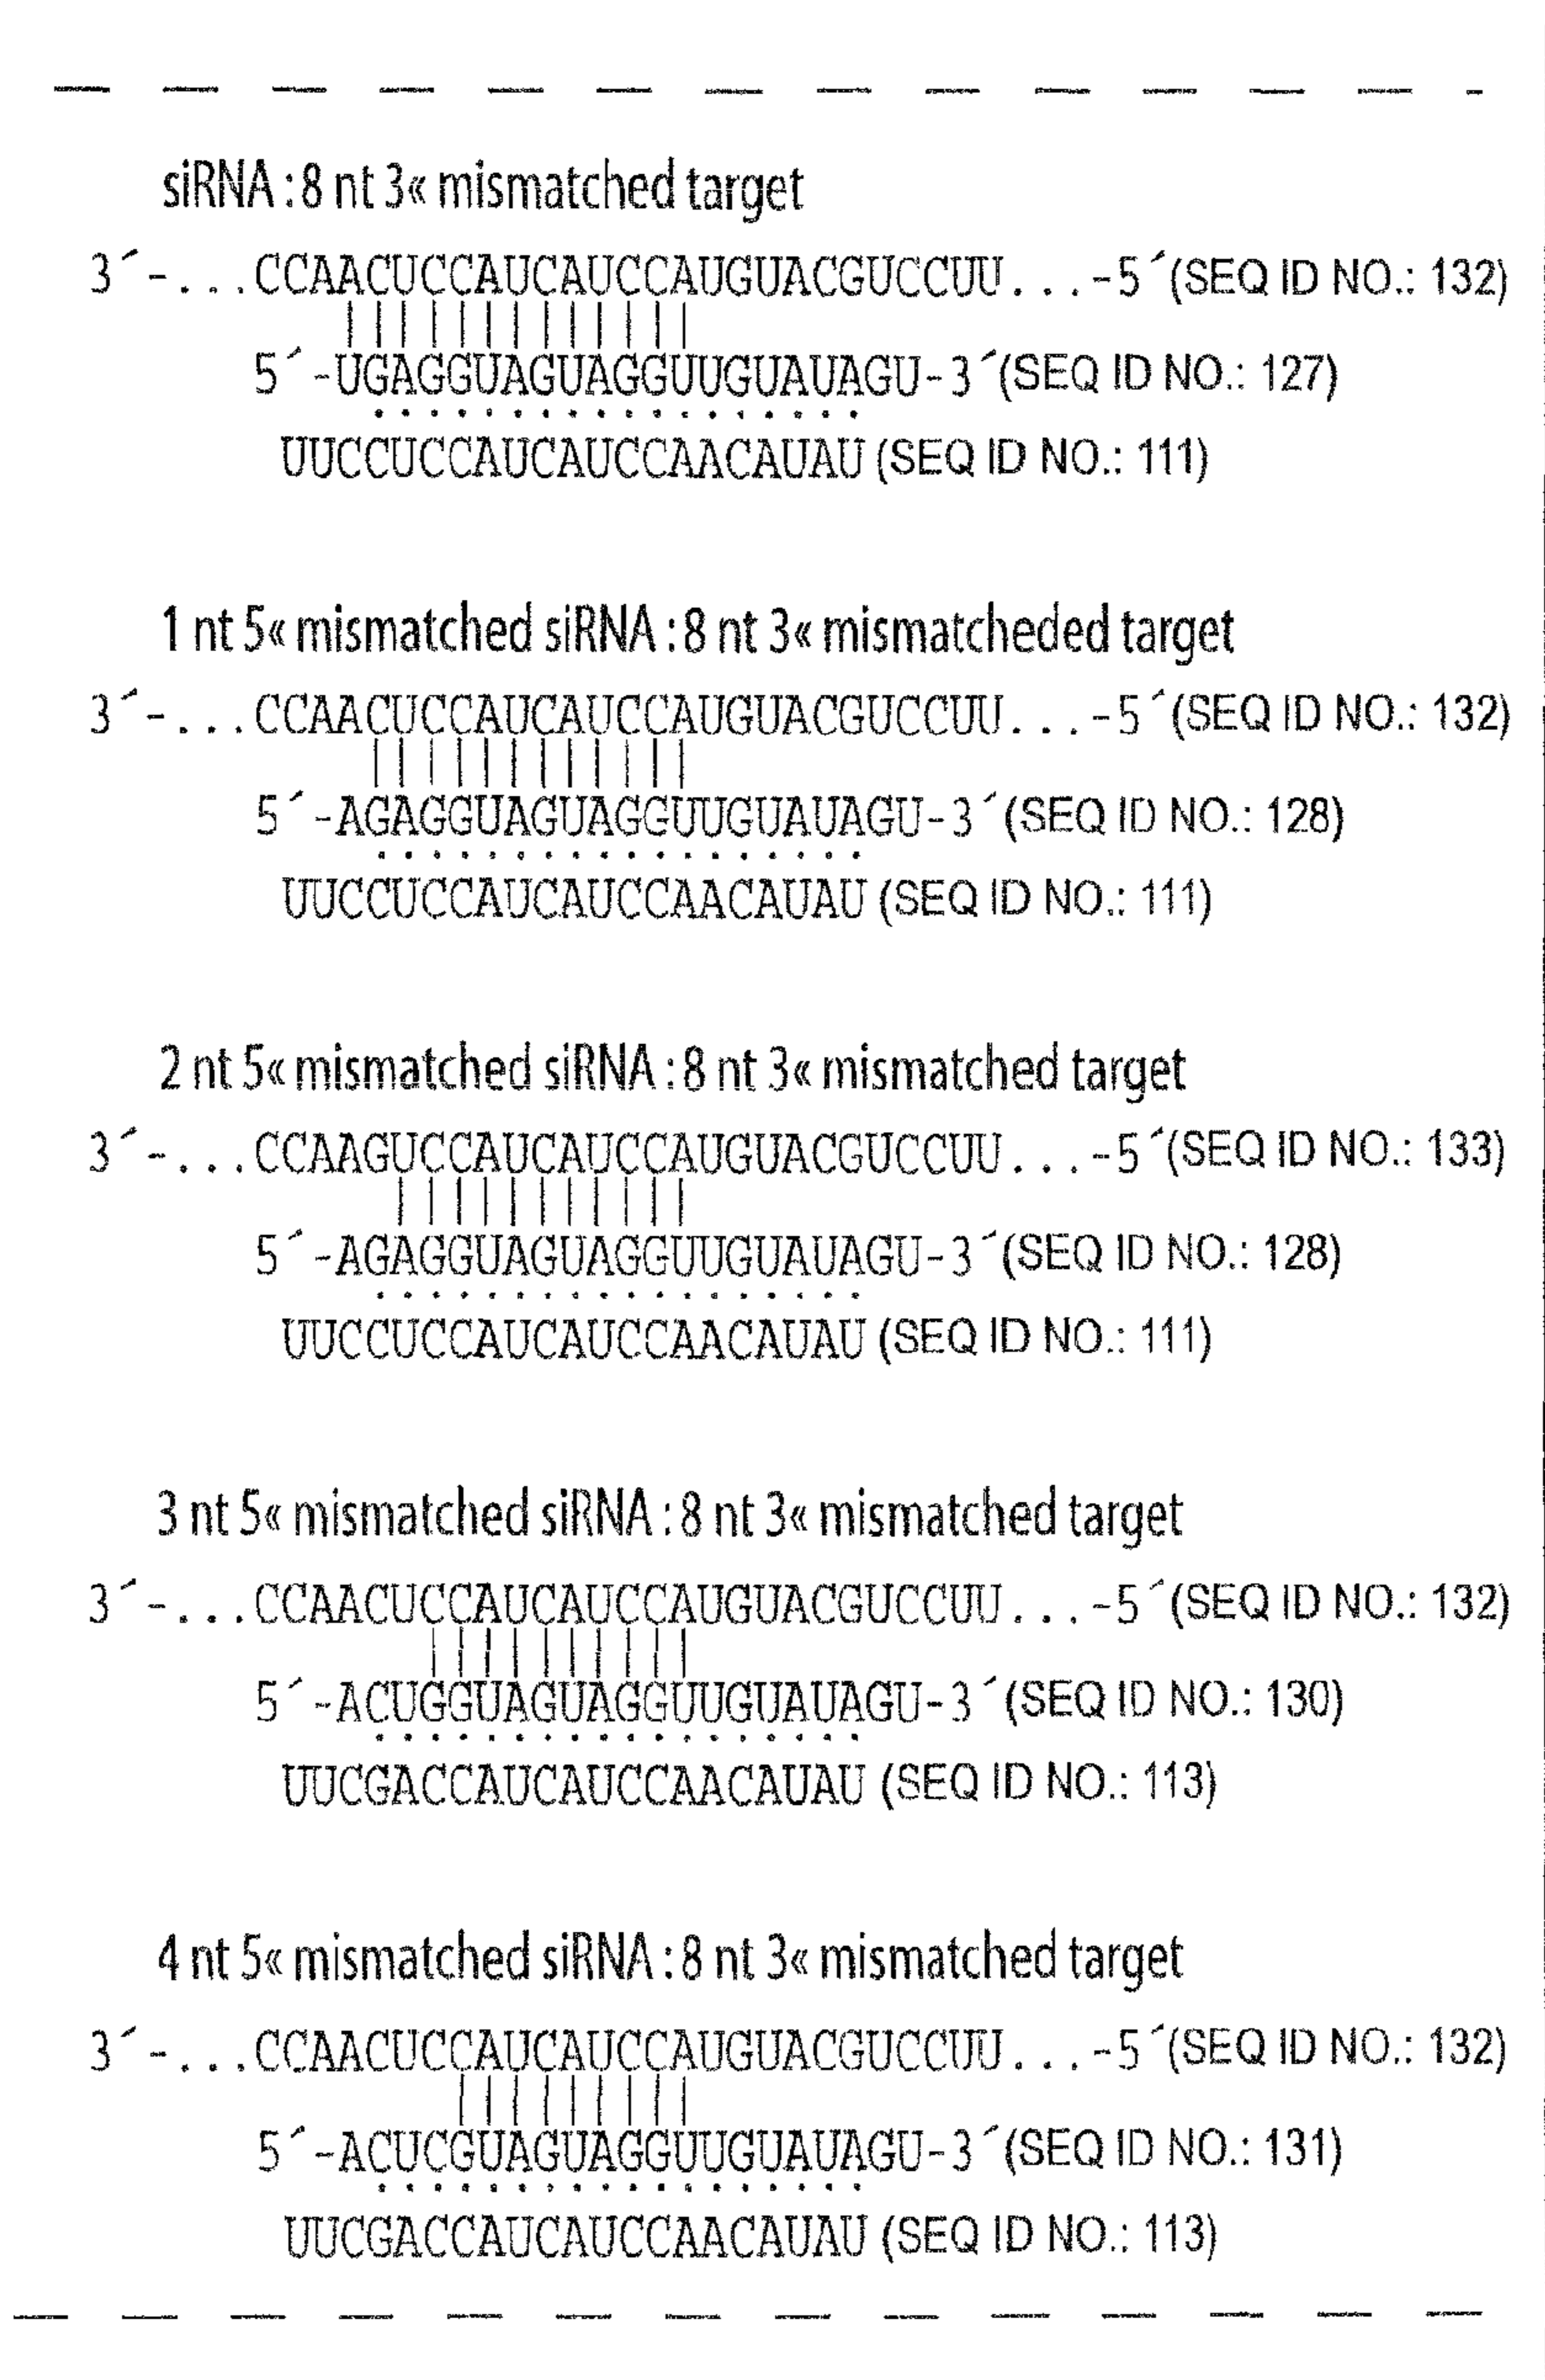 siRNA : 8 nt 3« mismatched target
3´-...CCAACUCCAUCAUCCAUGUACGUCCUU...-5´(SEQ ID NO.: 132)
5´-UGAGGUAGUAGGUUGUAUAGU-3´(SEQ ID NO.: 127)
UUCCUCCAUCAUCCAACAUAU (SEQ ID NO.: 111)
1 nt 5« mismatched siRNA : 8 nt 3« mismatcheded target
3´-...CCAACUCCAUCAUCCAUGUACGUCCUU...-5´(SEQ ID NO.: 132)
5´-AGAGGUAGUAGGUUGUAUAGU-3´(SEQ ID NO.: 128)
UUCCUCCAUCAUCCAACAUAU (SEQ ID NO.: 111)
2 nt 5« mismatched siRNA : 8 nt 3« mismatched target
3´-...CCAAGUCCAUCAUCCAUGUACGUCCUU...-5´(SEQ ID NO.: 133)
5´-AGAGGUAGUAGGUUGUAUAGU-3´(SEQ ID NO.: 128)
UUCCUCCAUCAUCCAACAUAU (SEQ ID NO.: 111)
3 nt 5« mismatched siRNA : 8 nt 3« mismatched target
3´-...CCAACUCCAUCAUCCAUGUACGUCCUU...-5´(SEQ ID NO.: 132)
5´-ACUGGUAGUAGGUUGUAUAGU-3´(SEQ ID NO.: 130)
UUCGACCAUCAUCCAACAUAU (SEQ ID NO.: 113)
4 nt 5« mismatched siRNA : 8 nt 3« mismatched target
3´-...CCAACUCCAUCAUCCAUGUACGUCCUU...-5´(SEQ ID NO.: 132)
5´-ACUCGUAGUAGGUUGUAUAGU-3´(SEQ ID NO.: 131)
UUCGACCAUCAUCCAACAUAU (SEQ ID NO.: 113)